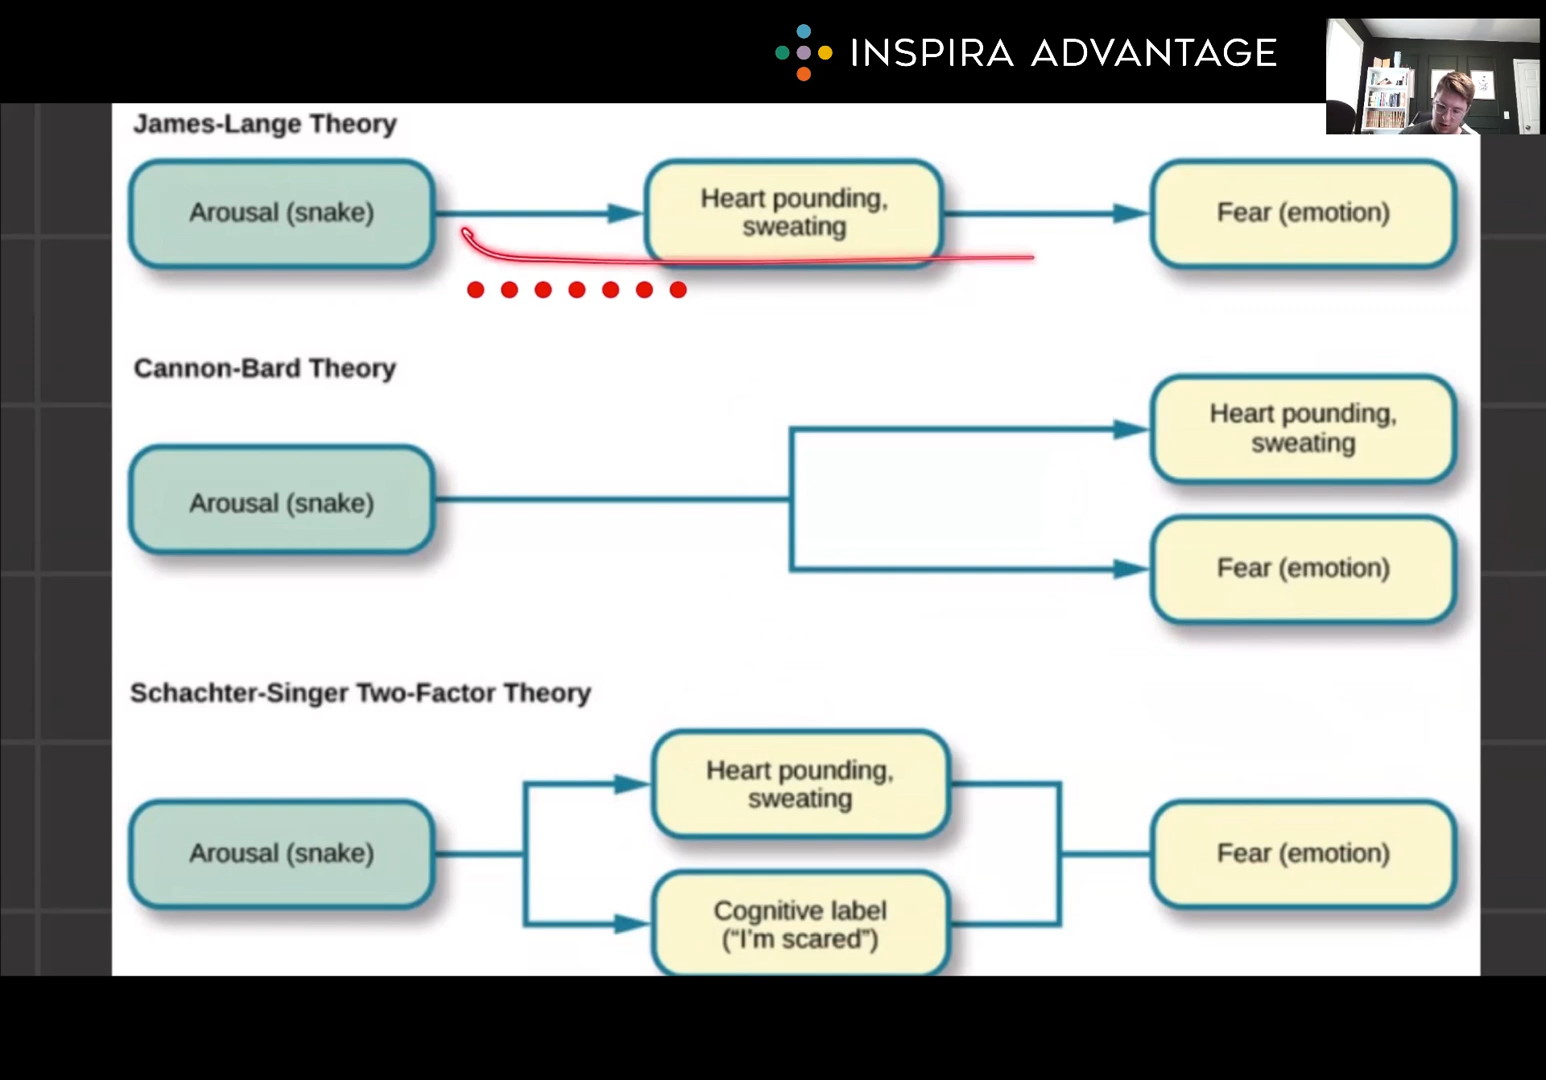 INSPIRA ADVANTAGE
James-Lange Theory
Arousal (snake)
Heart pounding,
sweating
Fear (emotion)
Cannon-Bard Theory
Arousal (snake)
Heart pounding,
sweating
Fear (emotion)
Schachter-Singer Two-Factor Theory
Arousal (snake)
Heart pounding,
sweating
Cognitive label
(“I’m scared”)
Fear (emotion)